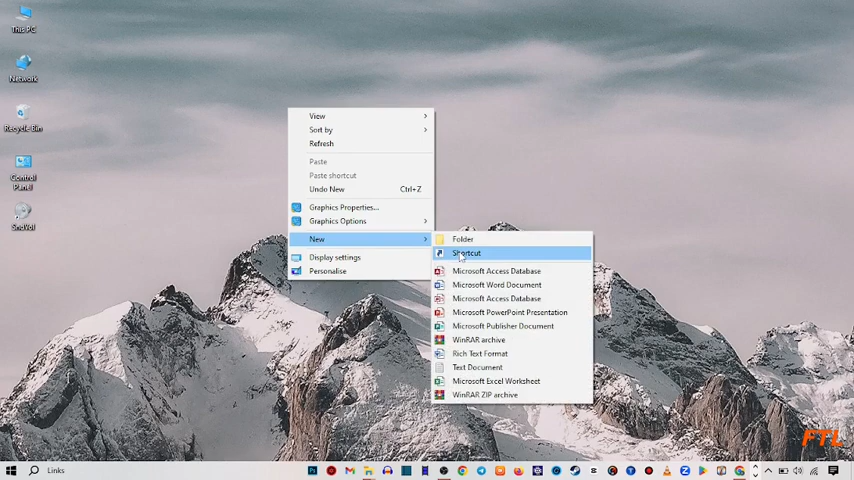 This PC
Network
Recycle Bin
Control
Panel
SndVol
View
Sort by
Refresh
Paste
Paste shortcut
Undo New Ctrl+Z
Graphics Properties...
Graphics Options
New
Display settings
Personalise
Folder
Shortcut
Microsoft Access Database
Microsoft Word Document
Microsoft Access Database
Microsoft PowerPoint Presentation
Microsoft Publisher Document
WinRAR archive
Rich Text Format
Text Document
Microsoft Excel Worksheet
WinRAR ZIP archive
FTL
Links